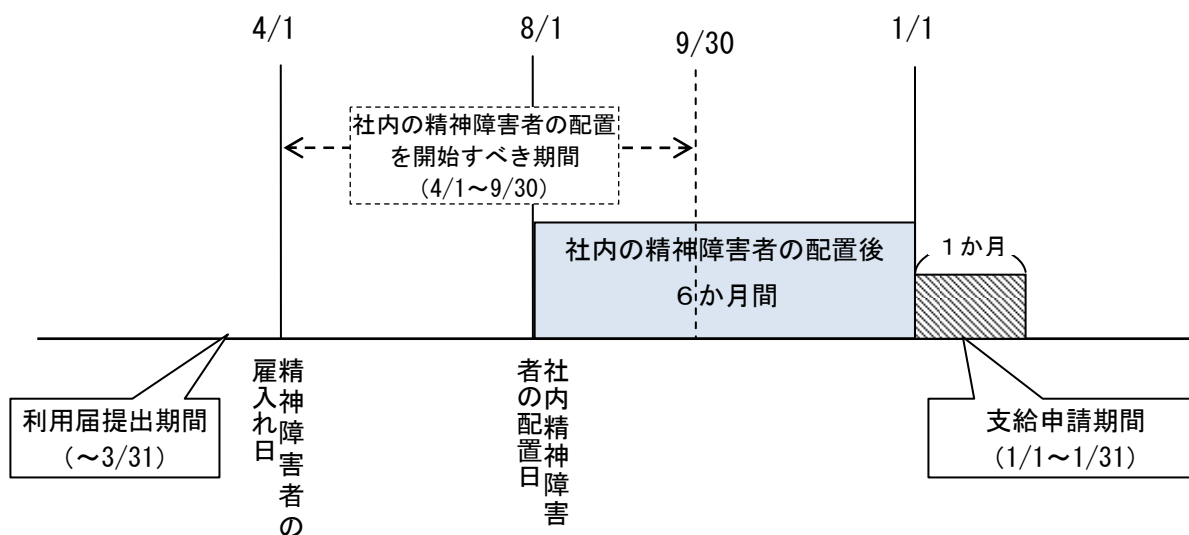 4/1
8/1
9/30
1/1
社内の精神障害者の配置
を開始すべき期間
（4/1～9/30）
社内の精神障害者の配置後
６か月間
１か月
利用届提出期間
（～3/31）
精神障害者の
雇入れ日
社内精神障害
者の配置日
支給申請期間
（1/1～1/31）